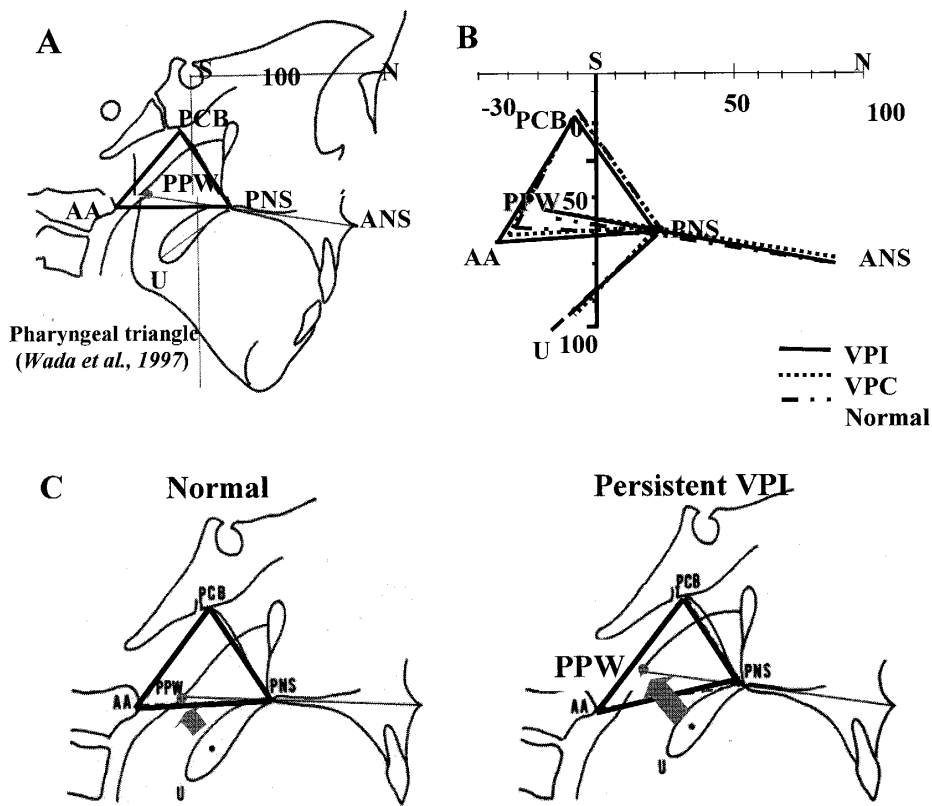 A
S
100
N
PCB
PPW
AA
PNS
ANS
U
Pharyngeal triangle
(Wada et al., 1997)
B
S
N
-30
50
100
PCB
0
PPW
50
PNS
AA
ANS
U
100
VPI
VPC
Normal
C
Normal
PCB
PPW
AA
PNS
U
Persistent VPI
PCB
PPW
PNS
AA
U